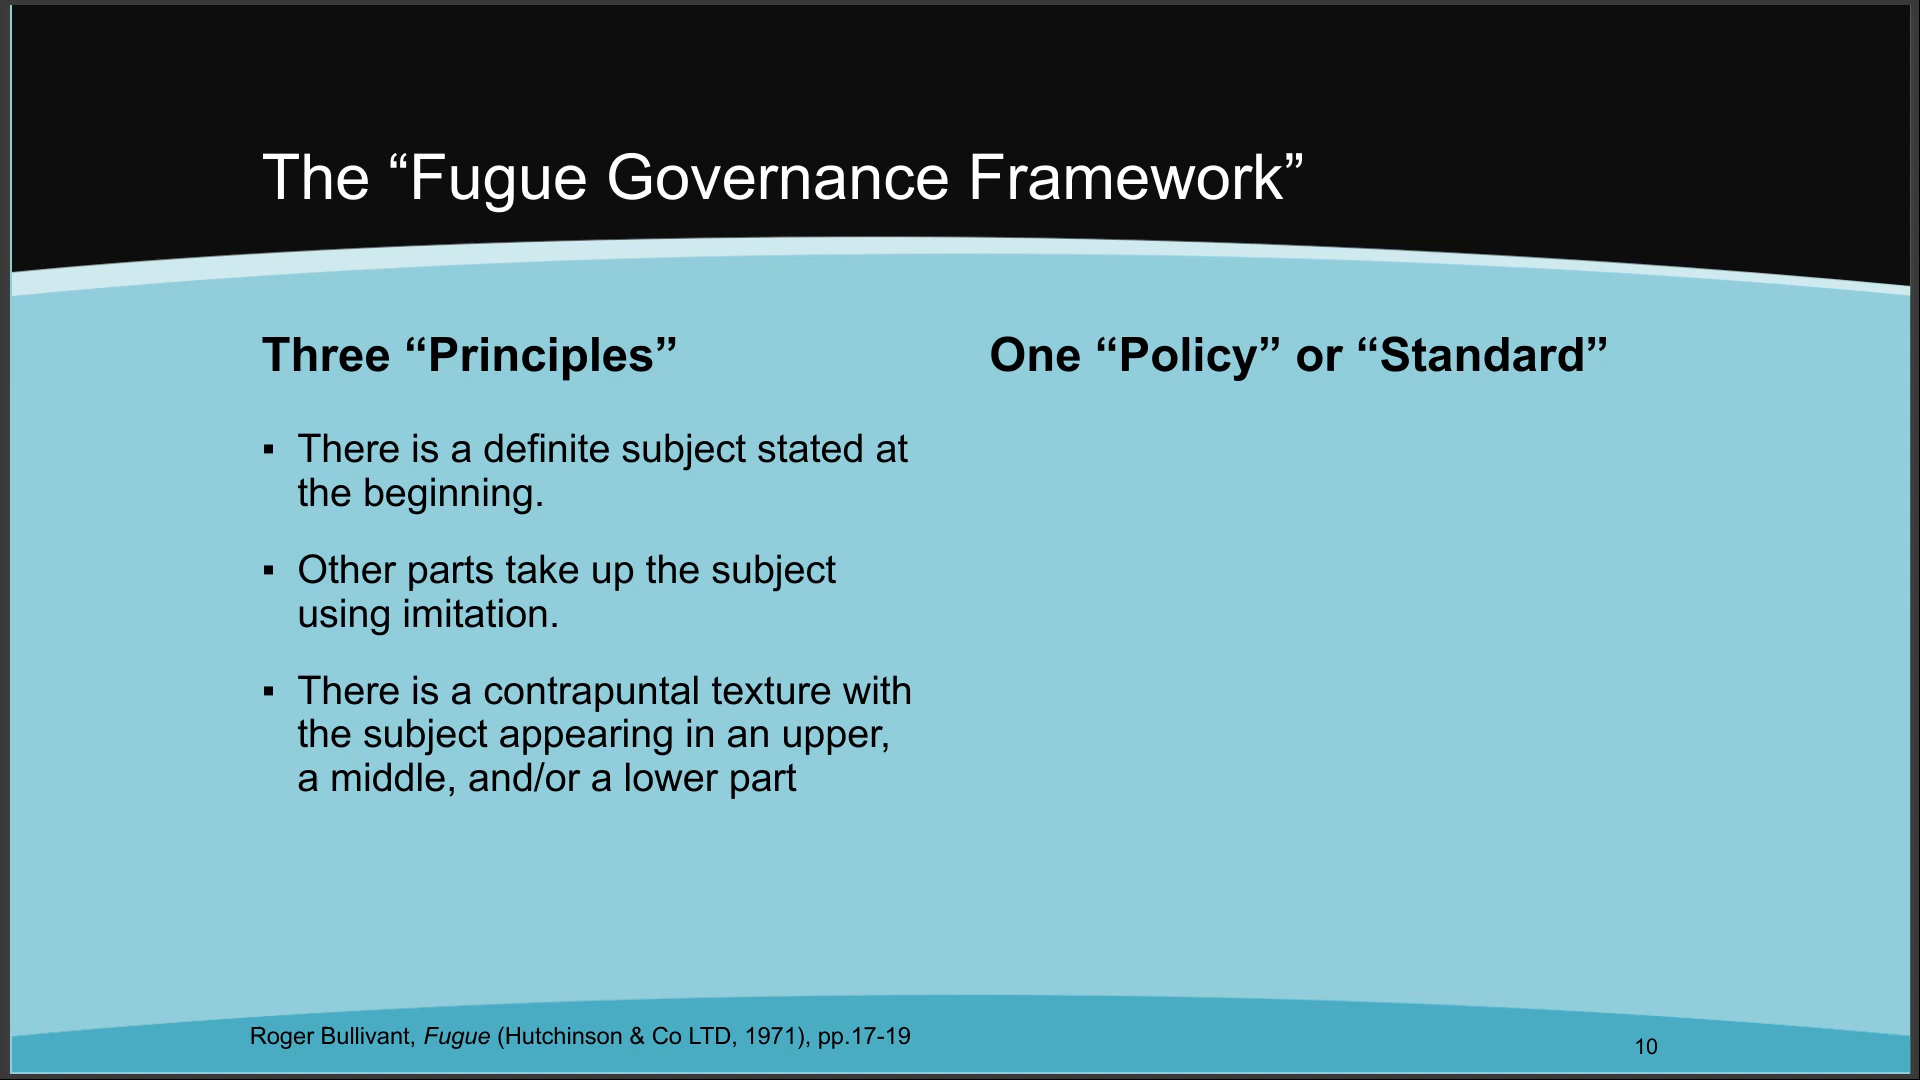 The “Fugue Governance Framework”
Three “Principles”
▪ There is a definite subject stated at
the beginning.
▪ Other parts take up the subject
using imitation.
▪ There is a contrapuntal texture with
the subject appearing in an upper,
a middle, and/or a lower part
One “Policy” or “Standard”
Roger Bullivant, Fugue (Hutchinson & Co LTD, 1971), pp.17-19
10